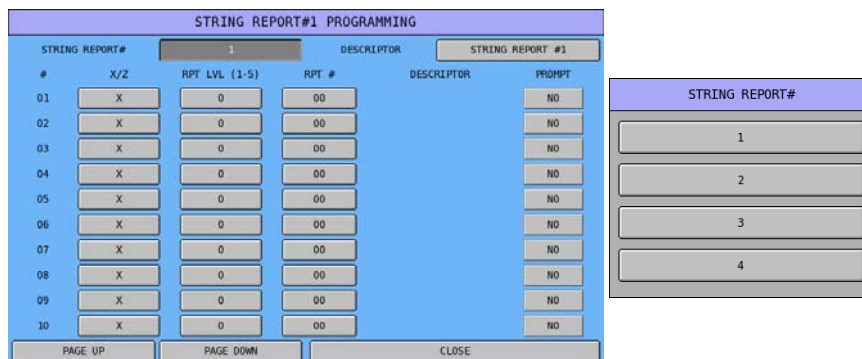 STRING REPORT#1 PROGRAMMING
STRING REPORT# 1 DESCRIPTOR STRING REPORT #1
# X/Z RPT LVL (1-5) RPT # DESCRIPTOR PROMPT
01 X 0 00 NO
02 X 0 00 NO
03 X 0 00 NO
04 X 0 00 NO
05 X 0 00 NO
06 X 0 00 NO
07 X 0 00 NO
08 X 0 00 NO
09 X 0 00 NO
10 X 0 00 NO
PAGE UP PAGE DOWN CLOSE
STRING REPORT#
1
2
3
4